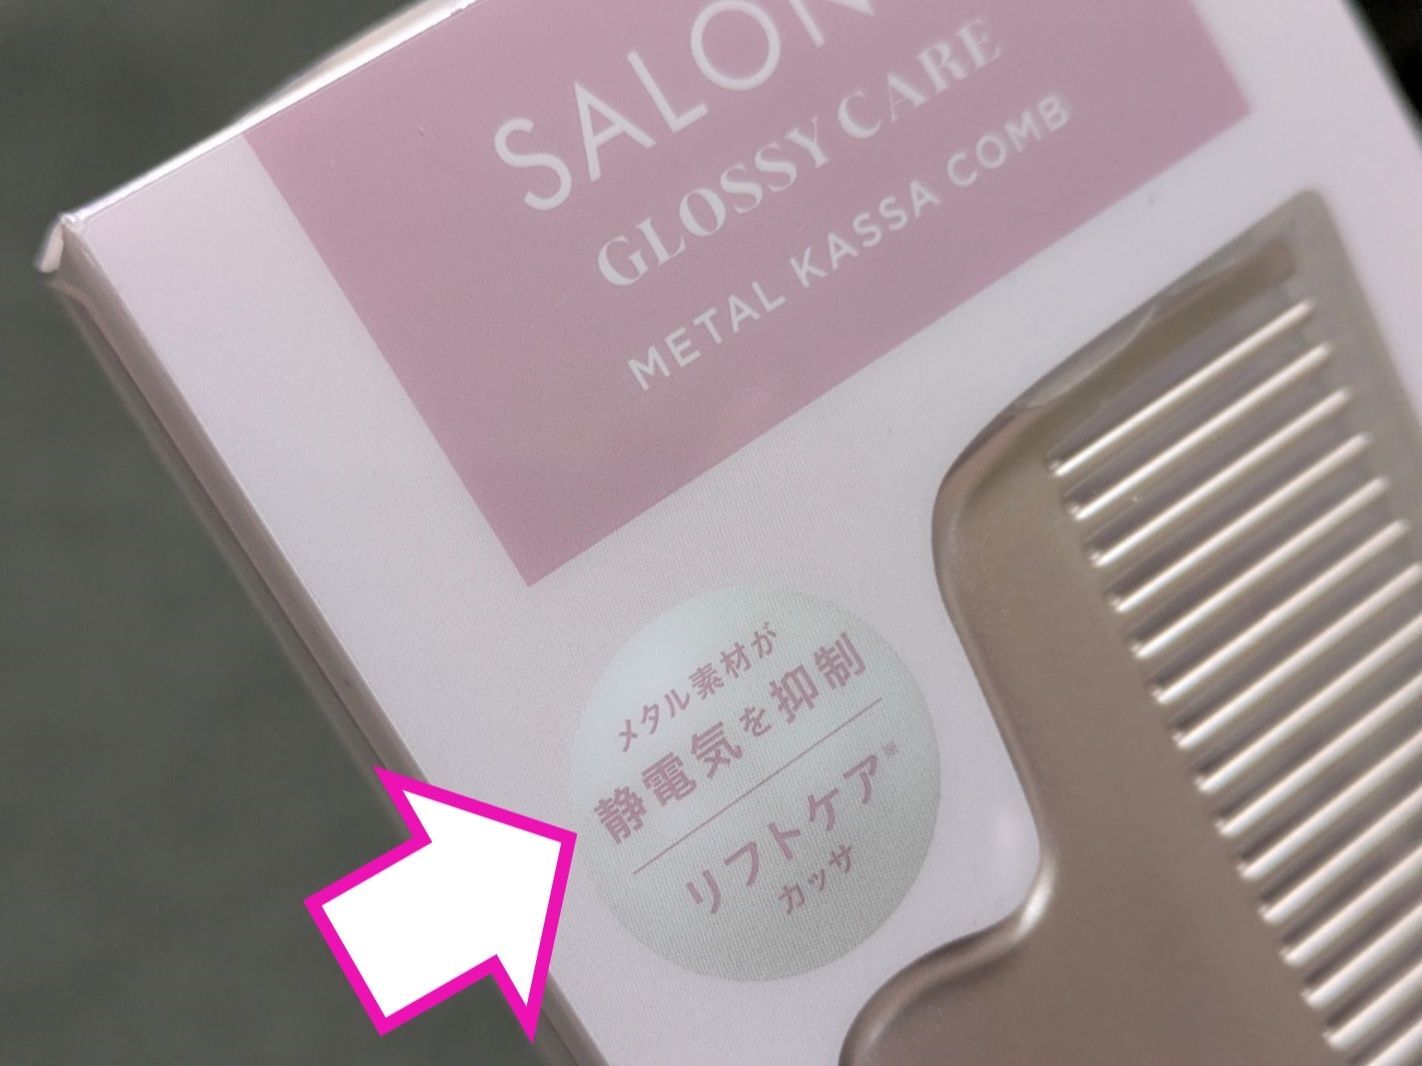 SALON
GLOSSY CARE
METAL KASSA COMB
メタル素材が
静電気を抑制
リフトケア※
カッサ